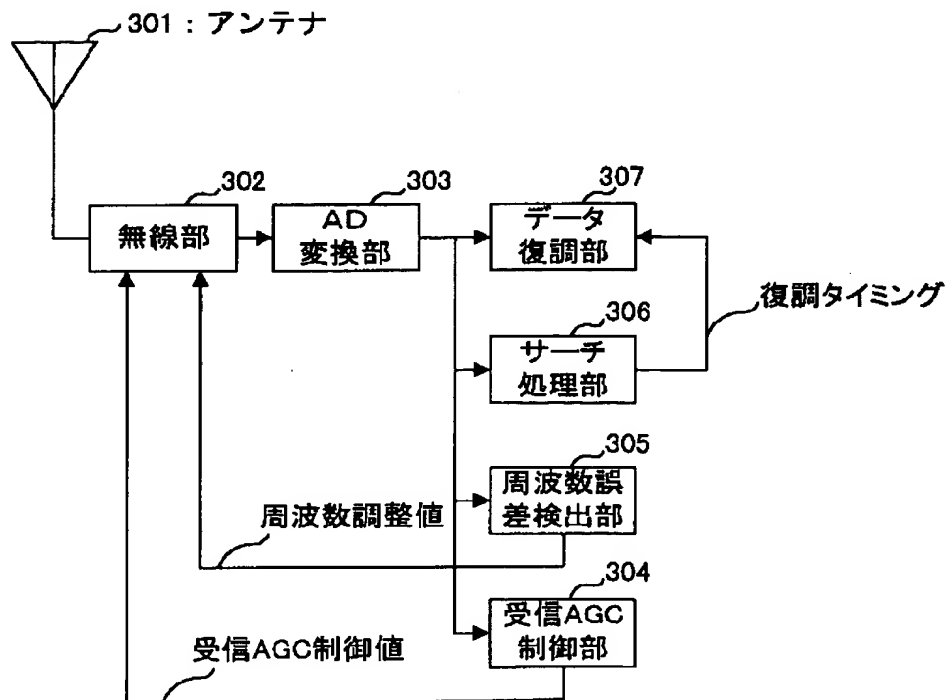 301：アンテナ
302
無線部
303
AD
変換部
307
データ
復調部
復調タイミング
306
サーチ
処理部
305
周波数誤
差検出部
周波数調整値
304
受信AGC
制御部
受信AGC制御値